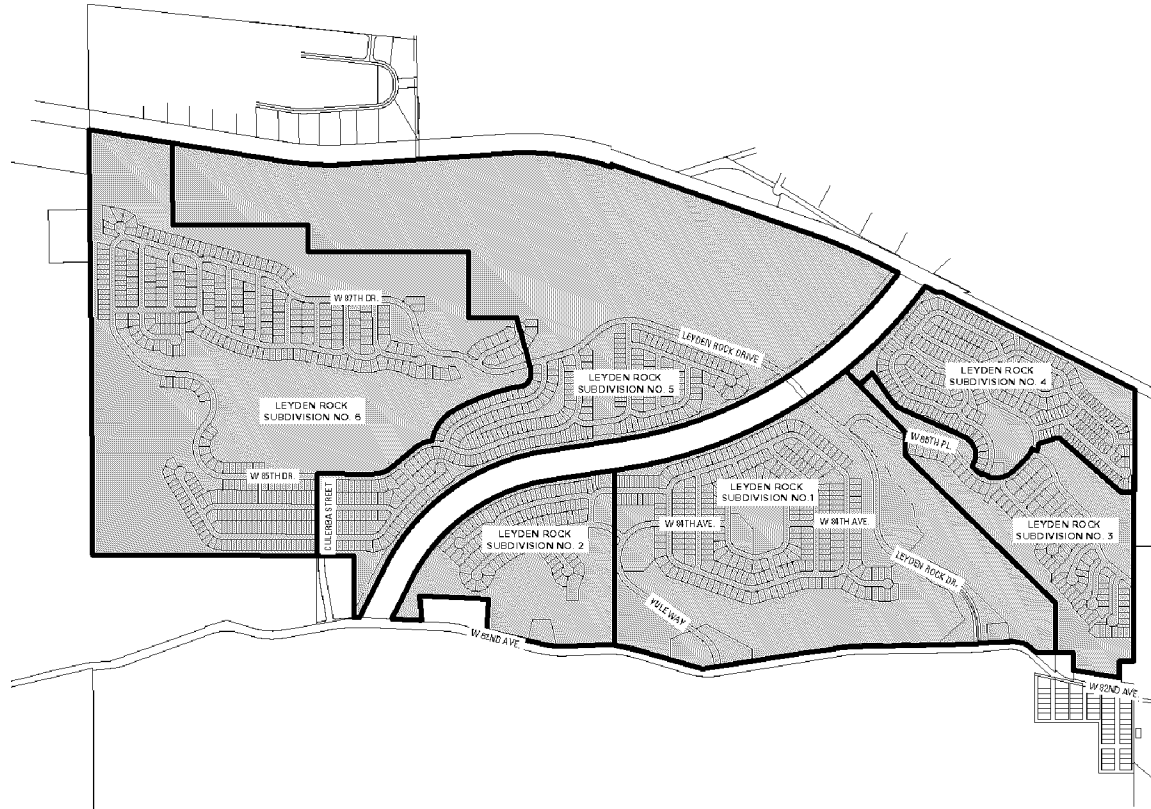 W 87TH DR.
LEYDEN ROCK DRIVE
LEYDEN ROCK
SUBDIVISION NO. 5
LEYDEN ROCK
SUBDIVISION NO. 4
LEYDEN ROCK
SUBDIVISION NO. 6
W 86TH PL.
W 85TH DR.
CULEBRA STREET
LEYDEN ROCK
SUBDIVISION NO.1
W 84TH AVE.
W 84TH AVE.
LEYDEN ROCK
SUBDIVISION NO. 2
LEYDEN ROCK
SUBDIVISION NO. 3
LEYDEN ROCK DR.
YULE WAY
W 82ND AVE.
W 82ND AVE.